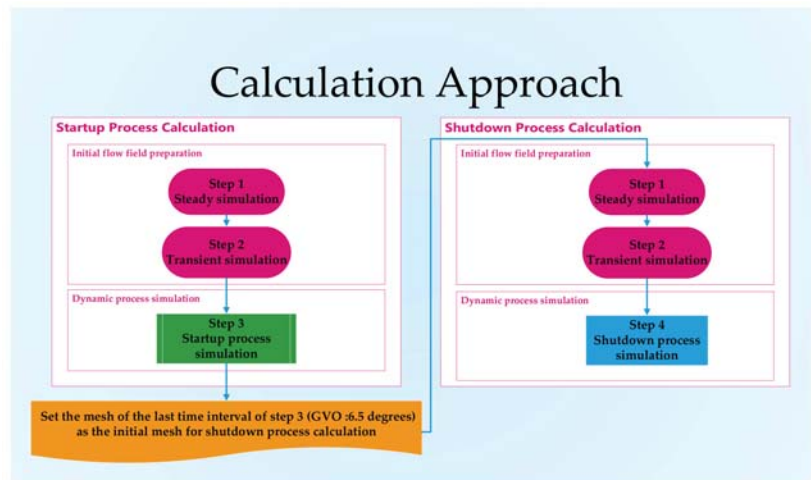 Calculation Approach
Startup Process Calculation
Initial flow field preparation
Step 1
Steady simulation
Step 2
Transient simulation
Dynamic process simulation
Step 3
Startup process
simulation
Set the mesh of the last time interval of step 3 (GVO :6.5 degrees)
as the initial mesh for shutdown process calculation
Shutdown Process Calculation
Initial flow field preparation
Step 1
Steady simulation
Step 2
Transient simulation
Dynamic process simulation
Step 4
Shutdown process
simulation